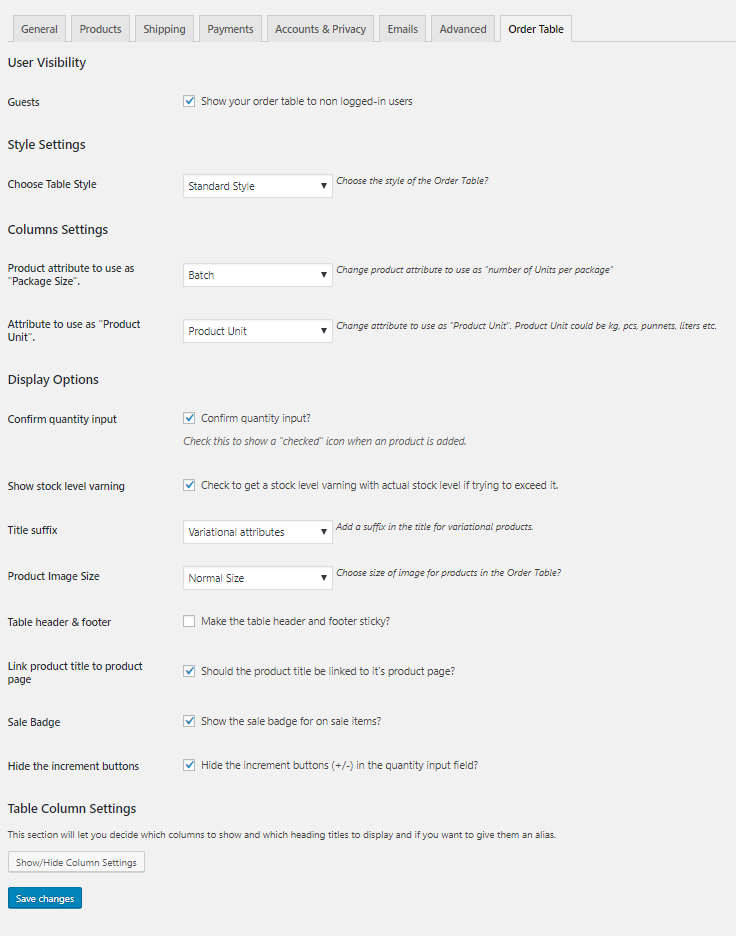 General Products Shipping Payments Accounts & Privacy Emails Advanced Order Table
User Visibility
Guests
Show your order table to non logged-in users
Style Settings
Choose Table Style
Standard Style
Choose the style of the Order Table?
Columns Settings
Product attribute to use as
"Package Size".
Batch
Change product attribute to use as "number of Units per package"
Attribute to use as "Product
Unit".
Product Unit
Change attribute to use as "Product Unit". Product Unit could be kg, pcs, punnets, liters etc.
Display Options
Confirm quantity input
Confirm quantity input?
Check this to show a "checked" icon when an product is added.
Show stock level varning
Check to get a stock level varning with actual stock level if trying to exceed it.
Title suffix
Variational attributes
Add a suffix in the title for variational products.
Product Image Size
Normal Size
Choose size of image for products in the Order Table?
Table header & footer
Make the table header and footer sticky?
Link product title to product
page
Should the product title be linked to it's product page?
Sale Badge
Show the sale badge for on sale items?
Hide the increment buttons
Hide the increment buttons (+/-) in the quantity input field?
Table Column Settings
This section will let you decide which columns to show and which heading titles to display and if you want to give them an alias.
Show/Hide Column Settings
Save changes